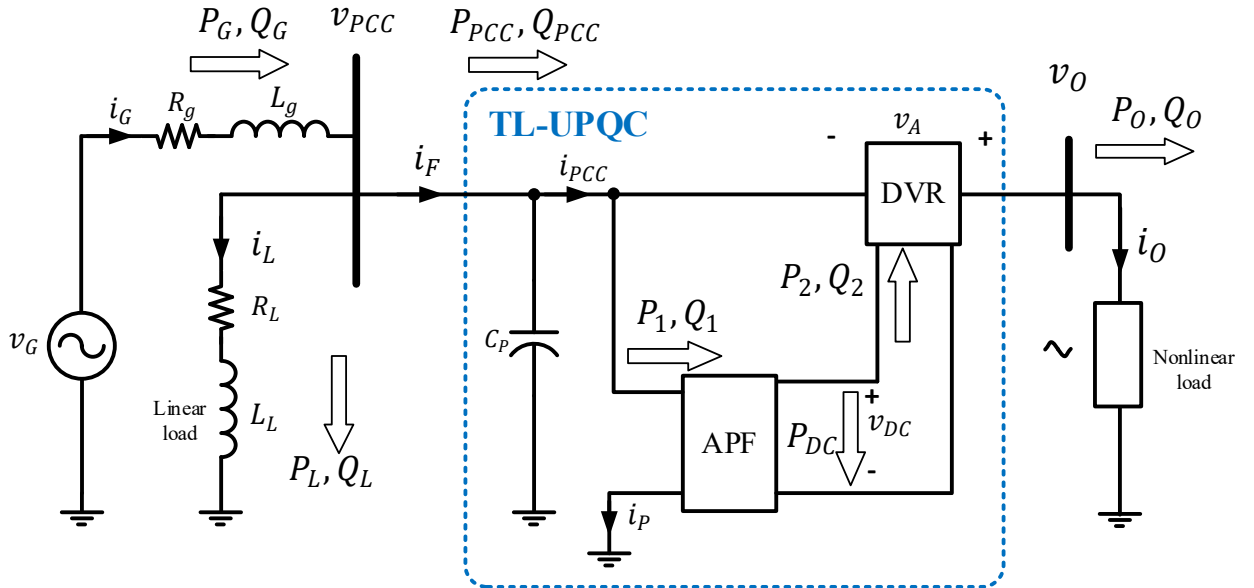 P_G, Q_G
v_PCC
P_PCC, Q_PCC
i_G
R_g
L_g
TL-UPQC
v_A
v_O
P_O, Q_O
i_F
i_PCC
-
+
DVR
i_L
R_L
P_2, Q_2
i_O
v_G
C_P
P_1, Q_1
Linear
load
L_L
Nonlinear
load
APF
P_DC
+
v_DC
-
P_L, Q_L
i_P